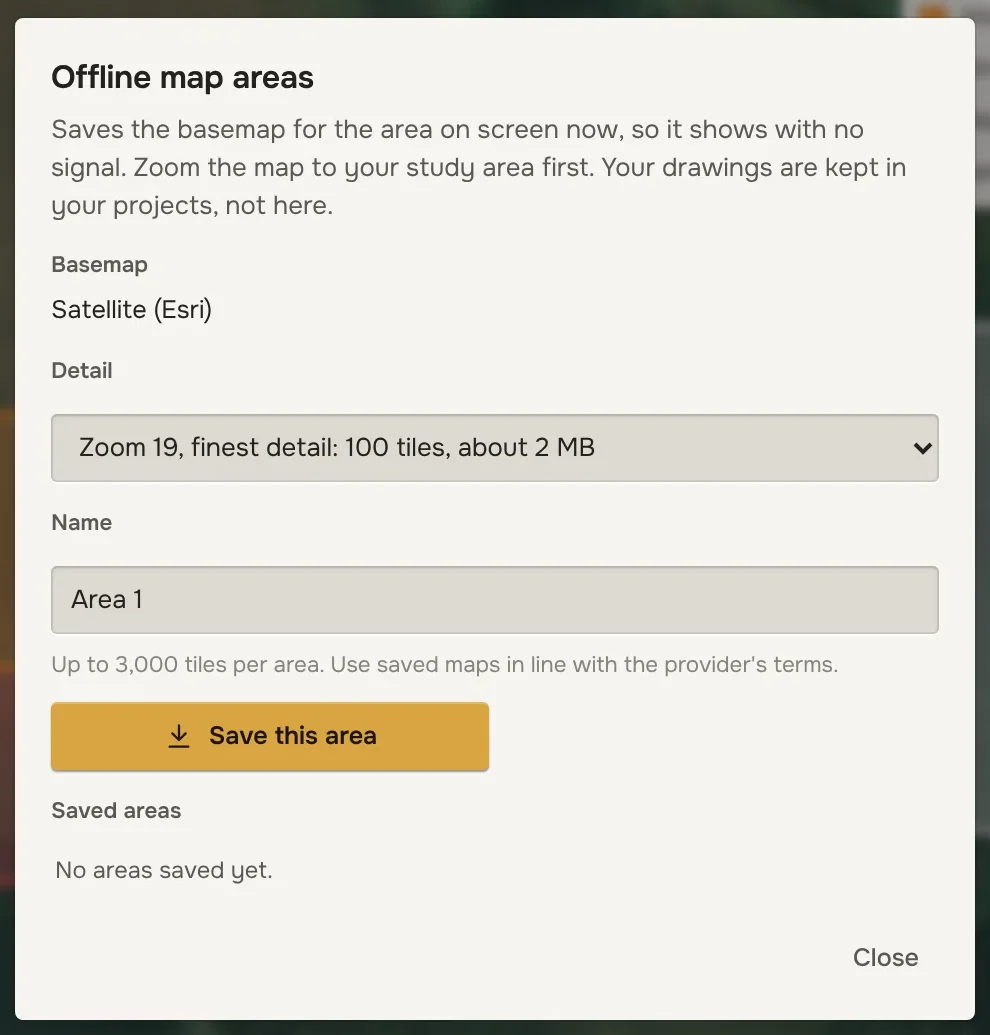 Offline map areas
Saves the basemap for the area on screen now, so it shows with no
signal. Zoom the map to your study area first. Your drawings are kept in
your projects, not here.
Basemap
Satellite (Esri)
Detail
Zoom 19, finest detail: 100 tiles, about 2 MB
Name
Area 1
Up to 3,000 tiles per area. Use saved maps in line with the provider's terms.
Save this area
Saved areas
No areas saved yet.
Close